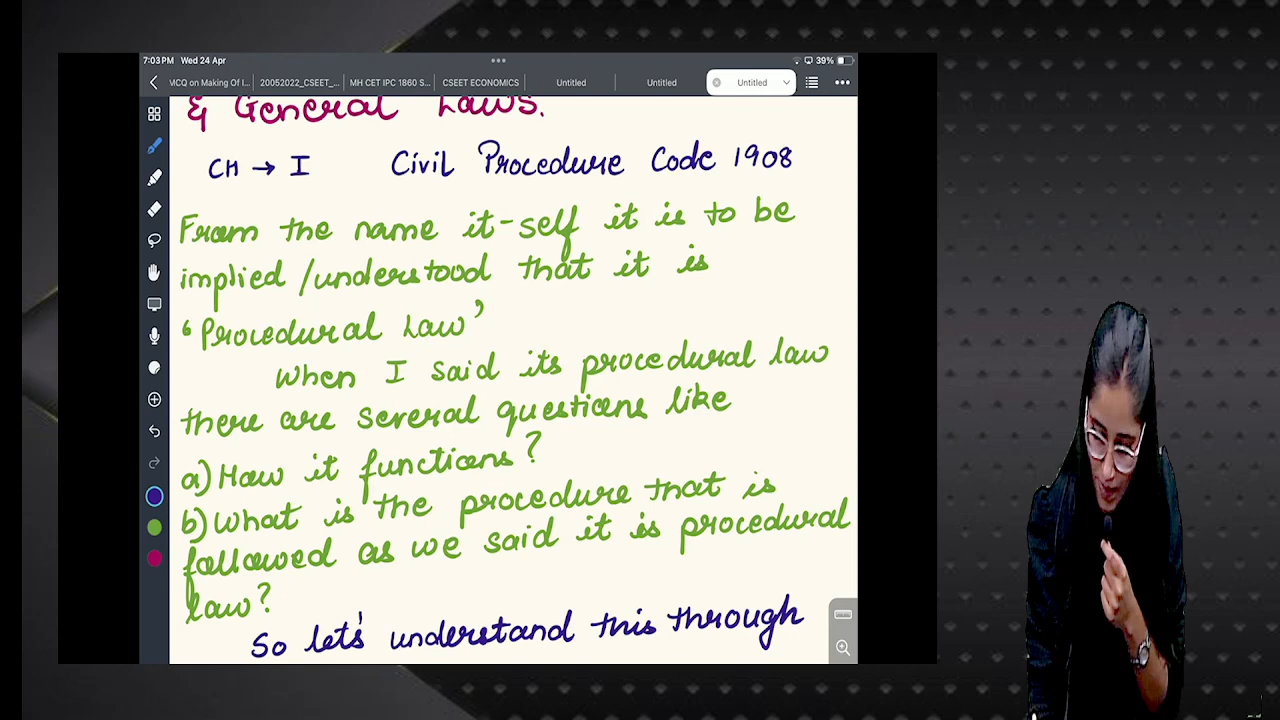 7:03 PM Wed 24 Apr
39%
MCQ on Making Of I... 20052022_CSEET_... MH CET IPC 1860 S... CSEET ECONOMICS Untitled Untitled Untitled
& General Laws.
CH → I Civil Procedure Code 1908
From the name it-self it is to be
implied /understood that it is
‘Procedural Law’
When I said its procedural law
there are several questions like
a) How it functions?
b) What is the procedure that is
followed as we said it is procedural
law?
So let's understand this through